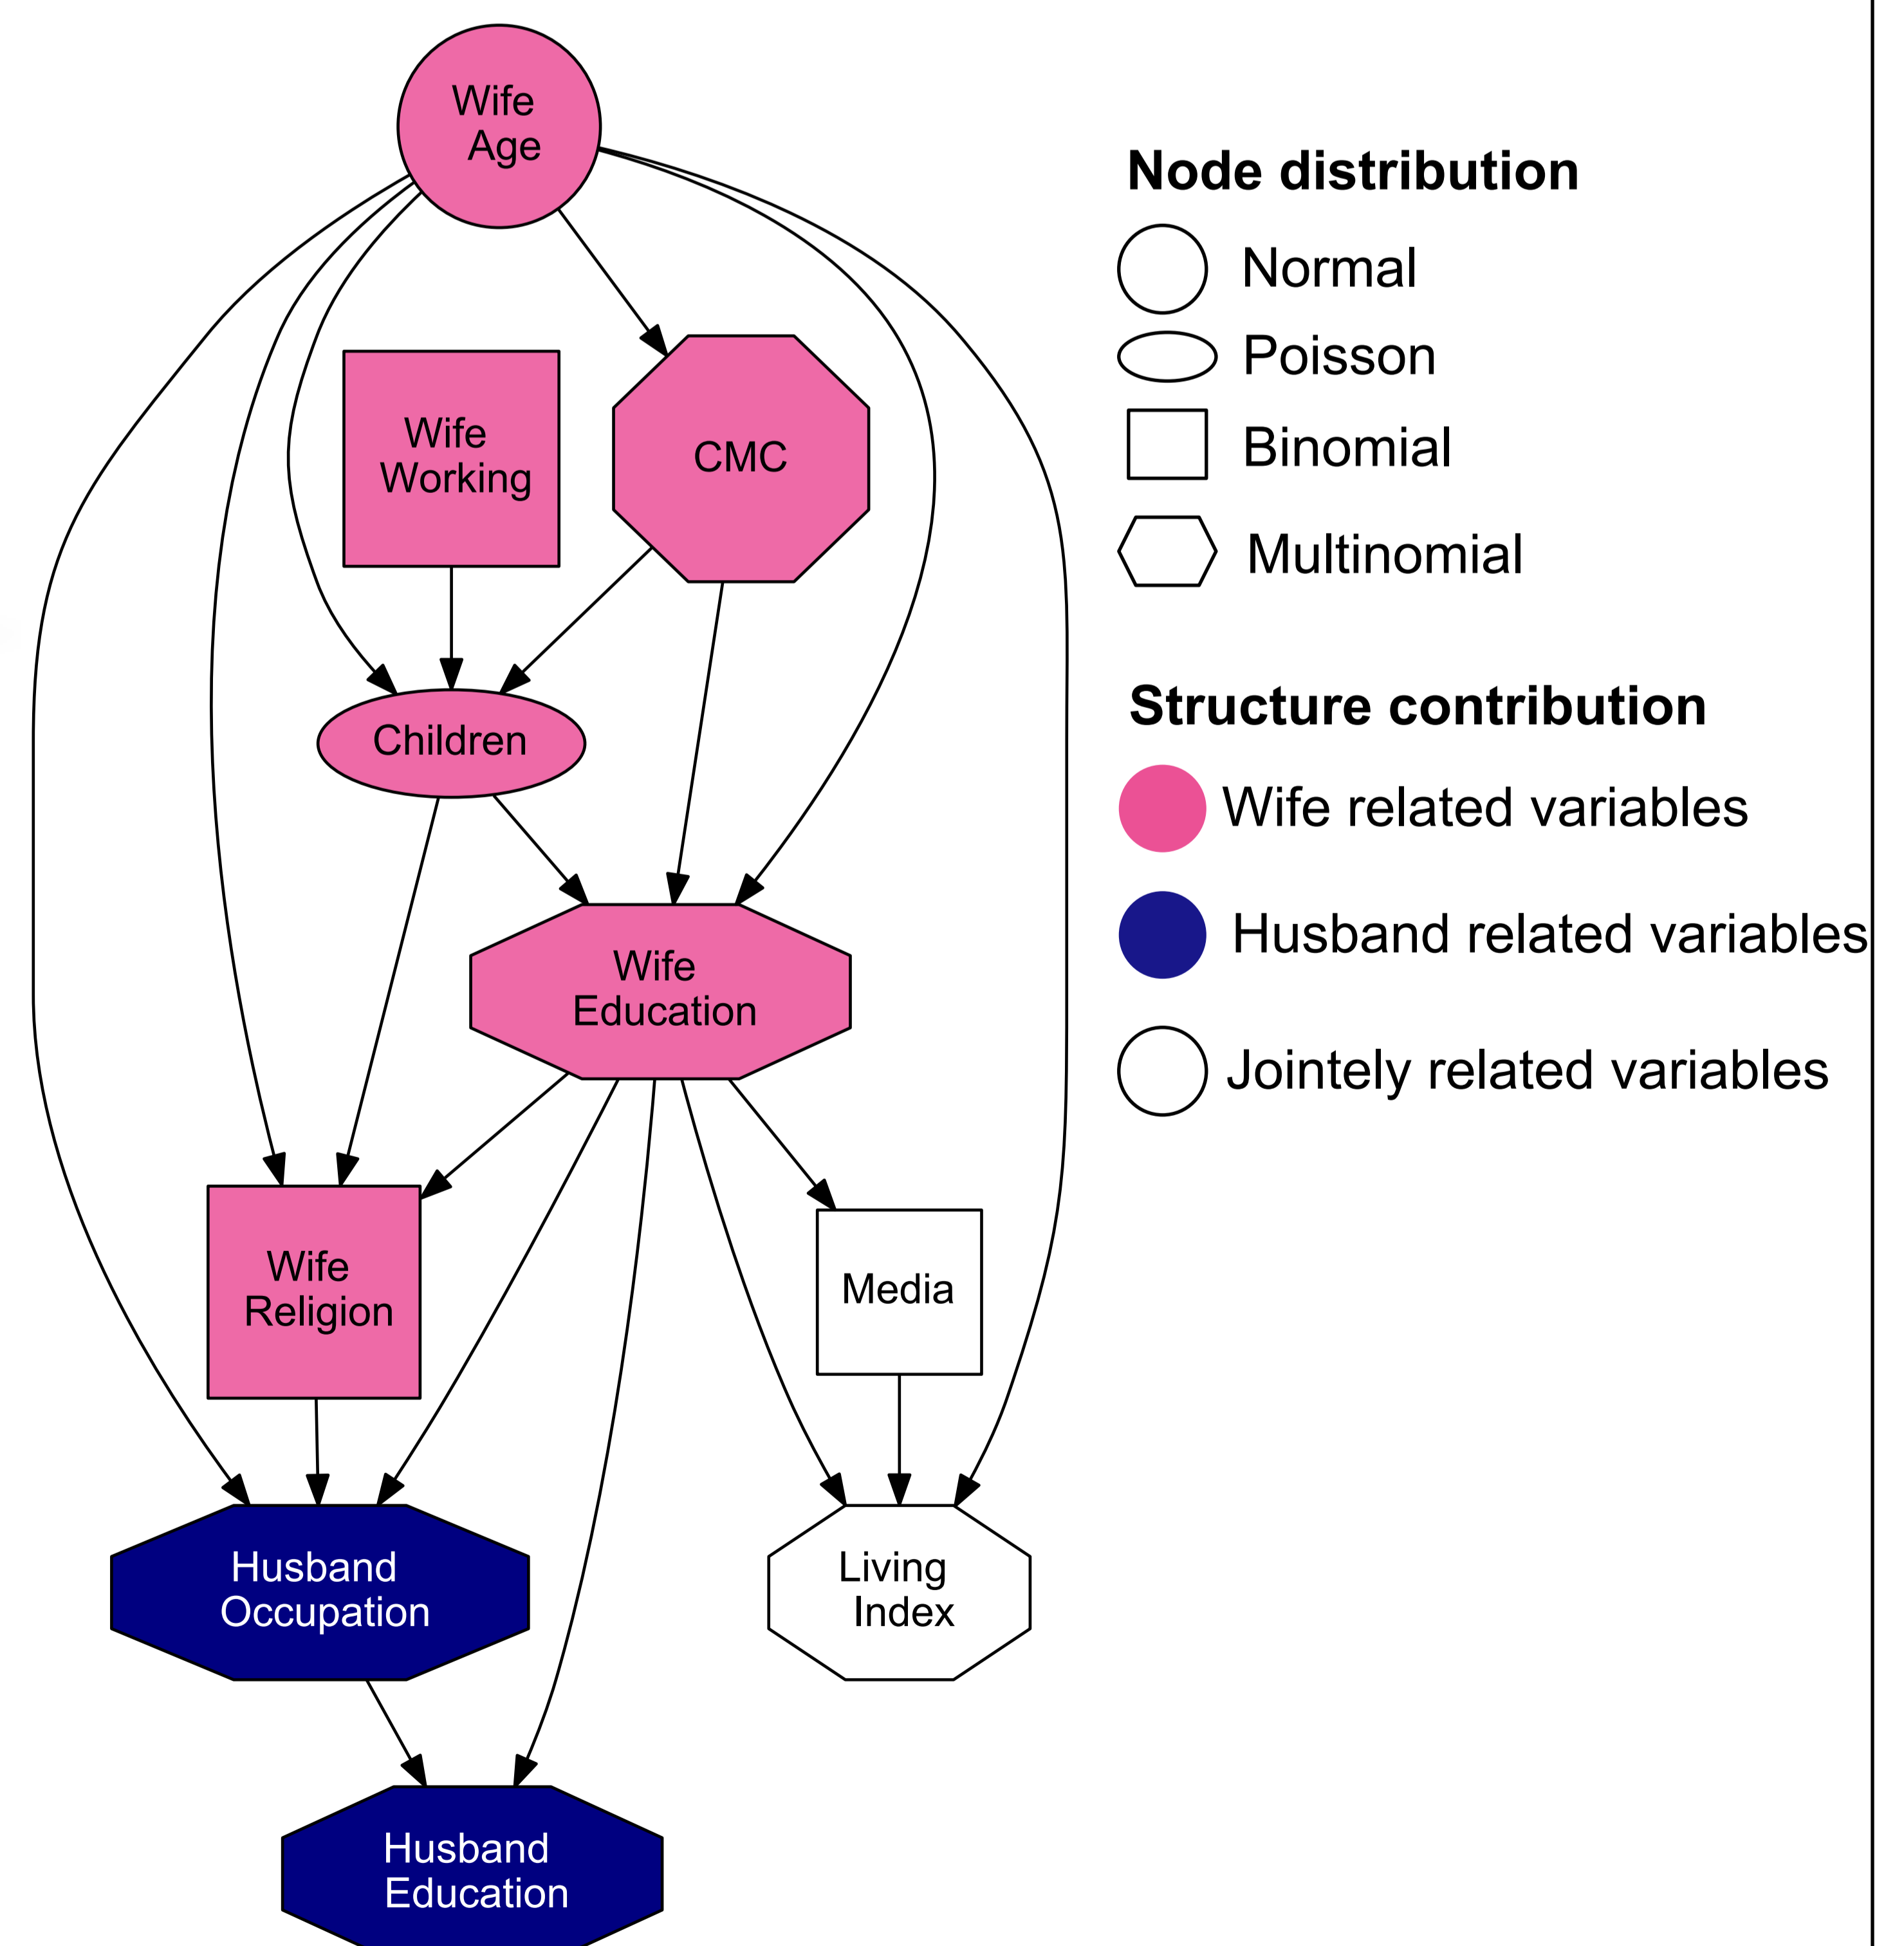 Wife
Age
Wife
Working
CMC
Children
Wife
Education
Wife
Religion
Media
Husband
Occupation
Living
Index
Husband
Education
Node distribution
Normal
Poisson
Binomial
Multinomial
Structure contribution
Wife related variables
Husband related variables
Jointely related variables